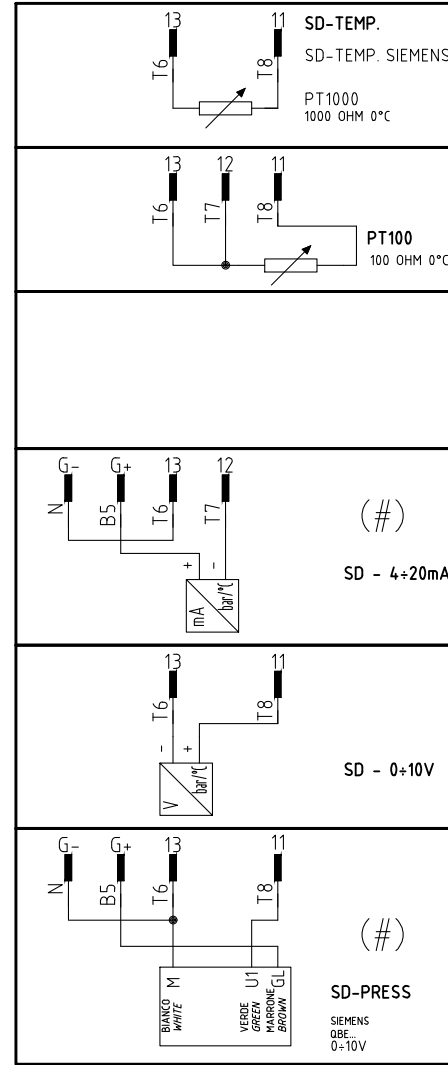 13 11
T6 T8
SD-TEMP.
SD-TEMP. SIEMENS
PT1000
1000 OHM 0°C
13 12 11
T6 T7 T8
PT100
100 OHM 0°C
G- G+ 13 12
N B5 T6 T7
+ -
mA bar/°C
(#)
SD - 4÷20mA
13 11
T6 T8
- +
V bar/°C
SD - 0÷10V
G- G+ 13 11
N B5 T6 T8
M U1 GL
BIANCO
WHITE
VERDE
GREEN
MARRONE
BROWN
(#)
SD-PRESS
SIEMENS
QBE...
0÷10V